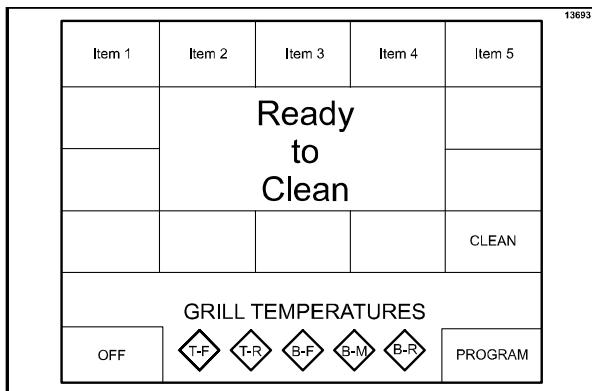 13693
Item 1 Item 2 Item 3 Item 4 Item 5
Ready
to
Clean
CLEAN
GRILL TEMPERATURES
OFF T-F T-R B-F B-M B-R PROGRAM